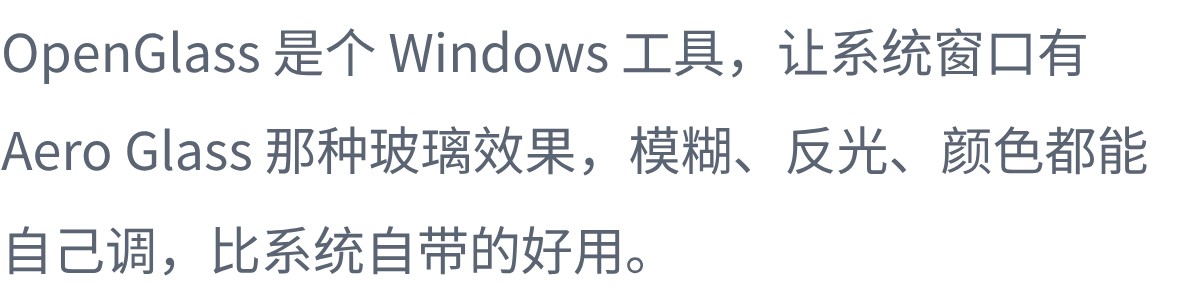 OpenGlass 是个 Windows 工具，让系统窗口有
Aero Glass 那种玻璃效果，模糊、反光、颜色都能
自己调，比系统自带的好用。